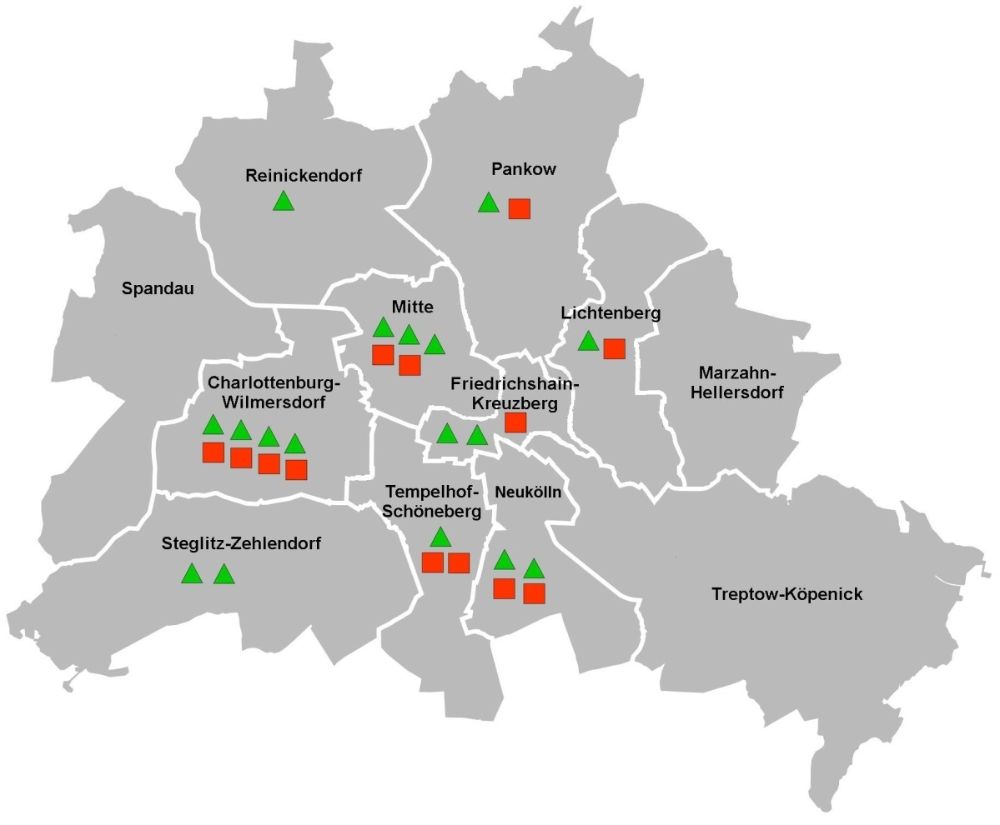 Reinickendorf
Pankow
Spandau
Mitte
Lichtenberg
Charlottenburg-
Wilmersdorf
Friedrichshain-
Kreuzberg
Marzahn-
Hellersdorf
Tempelhof-
Schöneberg
Neukölln
Steglitz-Zehlendorf
Treptow-Köpenick